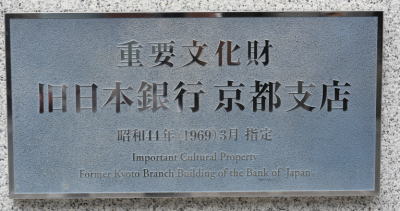 重要文化財
旧日本銀行 京都支店
昭和44年（1969）3月 指定
Important Cultural Property
Former Kyoto Branch Building of the Bank of Japan